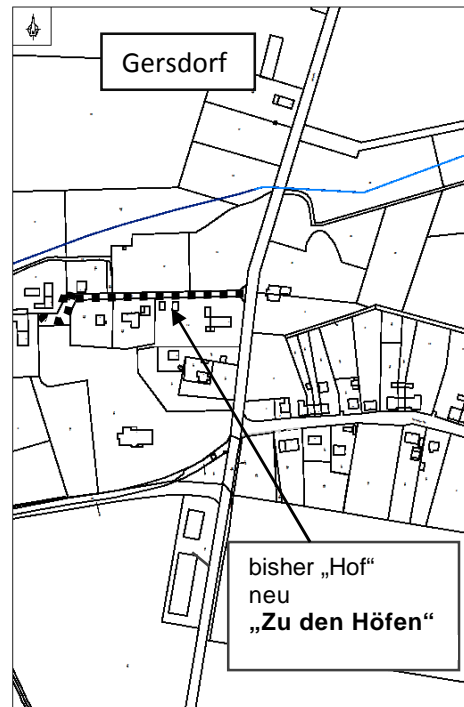 Gersdorf
bisher „Hof“
neu
„Zu den Höfen“